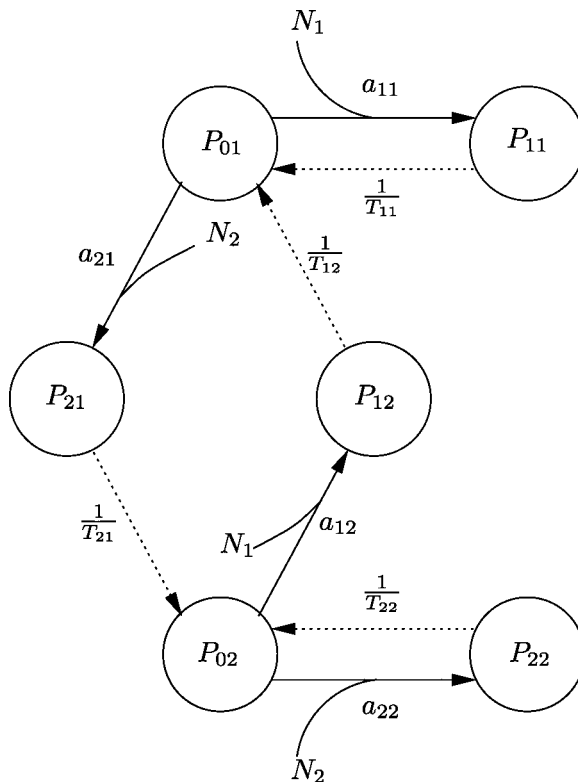 N₁
a₁₁
P₀₁ P₁₁
1/T₁₁
N₂ 1/T₁₂
a₂₁
P₂₁ P₁₂
1/T₂₁ N₁ a₁₂
1/T₂₂
P₀₂ P₂₂
a₂₂
N₂